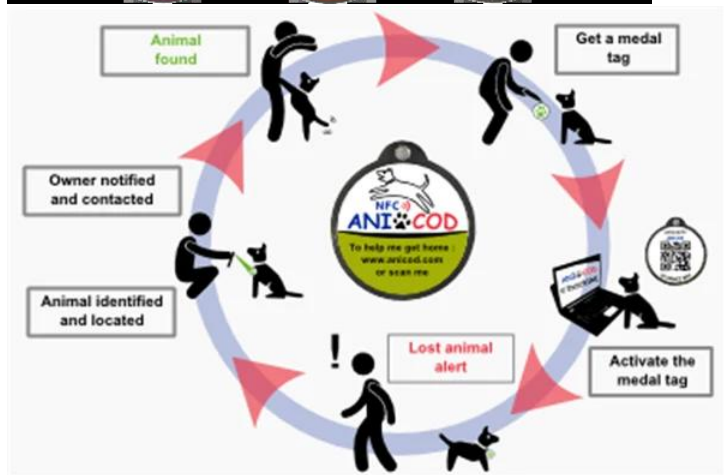 Animal
found
Get a medal
tag
Owner notified
and contacted
NFC
ANI COD
To help me get home :
www.anicod.com
or scan me
Animal identified
and located
Lost animal
alert
Activate the
medal tag